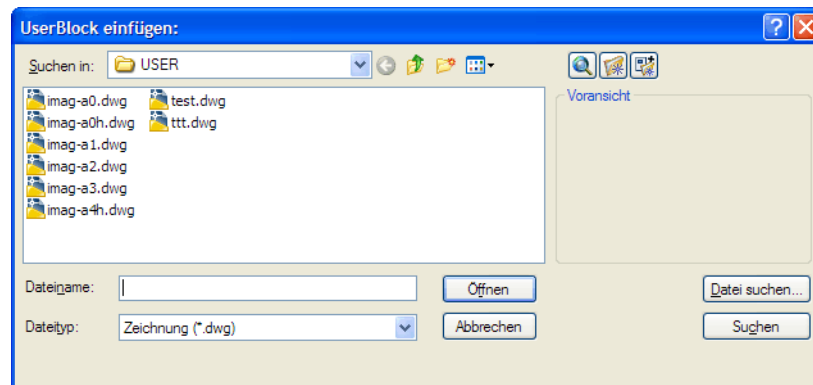 UserBlock einfügen:
Suchen in: USER
imag-a0.dwg test.dwg
imag-a0h.dwg ttt.dwg
imag-a1.dwg
imag-a2.dwg
imag-a3.dwg
imag-a4h.dwg
Voransicht
Dateiname: Öffnen Datei suchen...
Dateityp: Zeichnung (*.dwg) Abbrechen Suchen